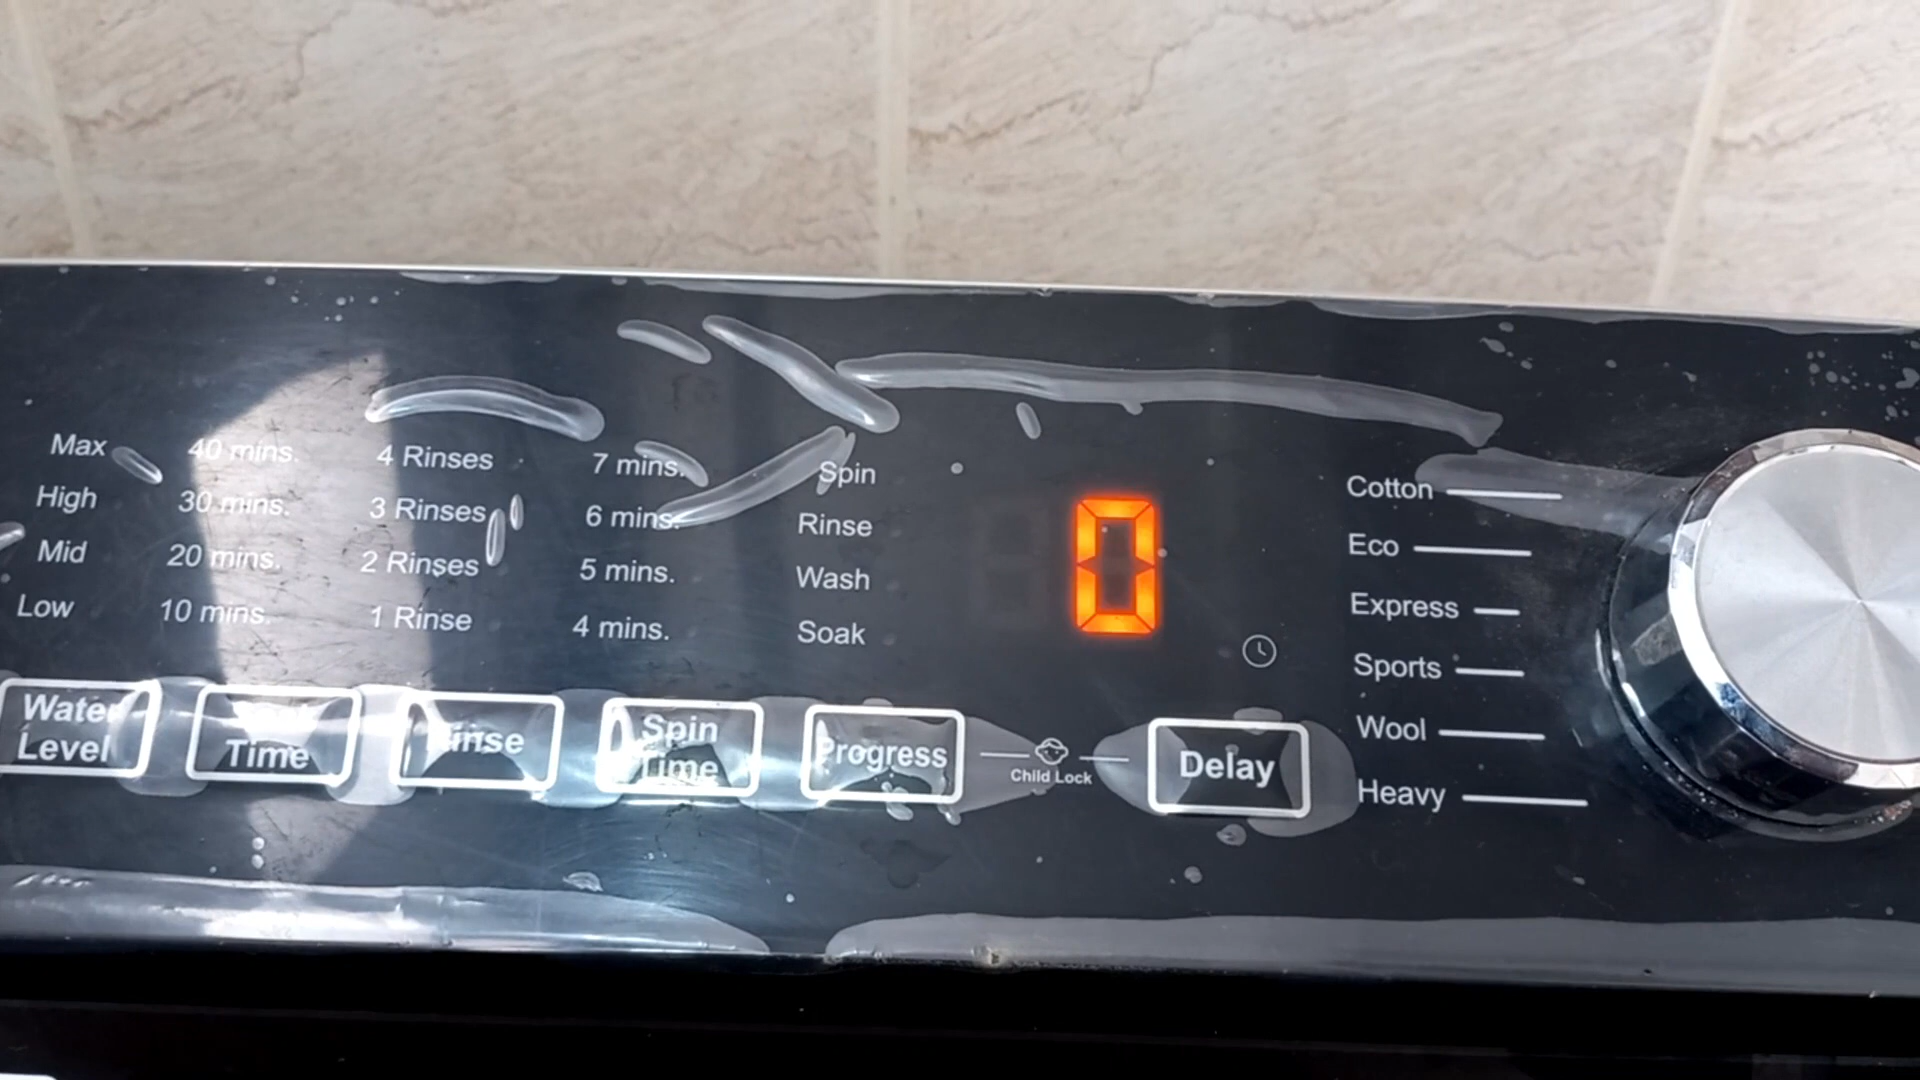 Max 40 mins. 4 Rinses 7 mins. Spin
High 30 mins. 3 Rinses 6 mins. Rinse
Mid 20 mins. 2 Rinses 5 mins. Wash
Low 10 mins. 1 Rinse 4 mins. Soak
0
Cotton
Eco
Express
Sports
Wool
Heavy
Water
Level
Time
Rinse
Spin
Time
Progress
Child Lock
Delay